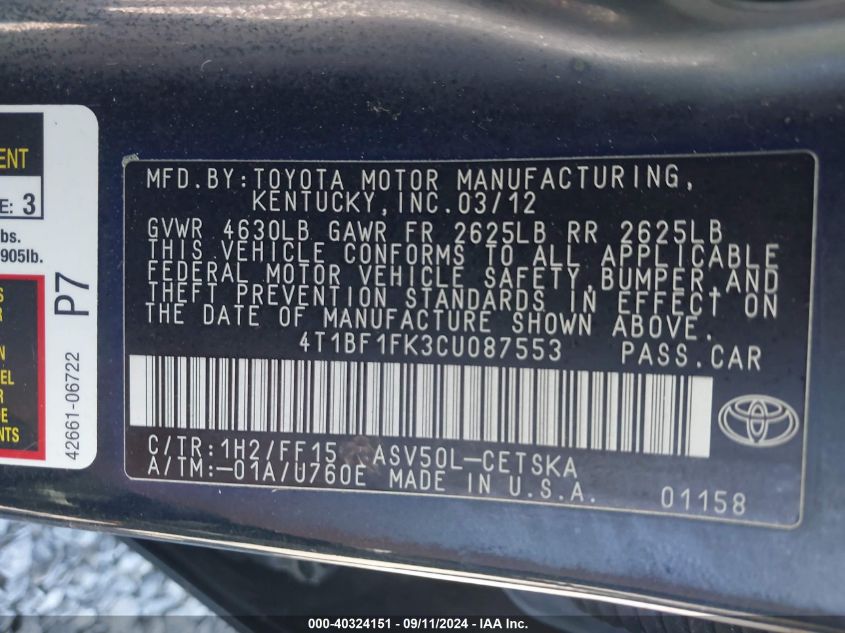 ENT
E: 3
bs.
905lb.
S
R
EL
R
E
NTS
P7
42661-06722
MFD.BY:TOYOTA MOTOR MANUFACTURING,
KENTUCKY,INC.03/12
GVWR 4630LB GAWR FR 2625LB RR 2625LB
THIS VEHICLE CONFORMS TO ALL APPLICABLE
FEDERAL MOTOR VEHICLE SAFETY,BUMPER,AND
THEFT PREVENTION STANDARDS IN EFFECT ON
THE DATE OF MANUFACTURE SHOWN ABOVE.
4T1BF1FK3CU087553 PASS.CAR
C/TR:1H2/FF15 ASV50L-CETSKA
A/TM:-01A/U760E MADE IN U.S.A. 01158
000-40324151 - 09/11/2024 - IAA Inc.